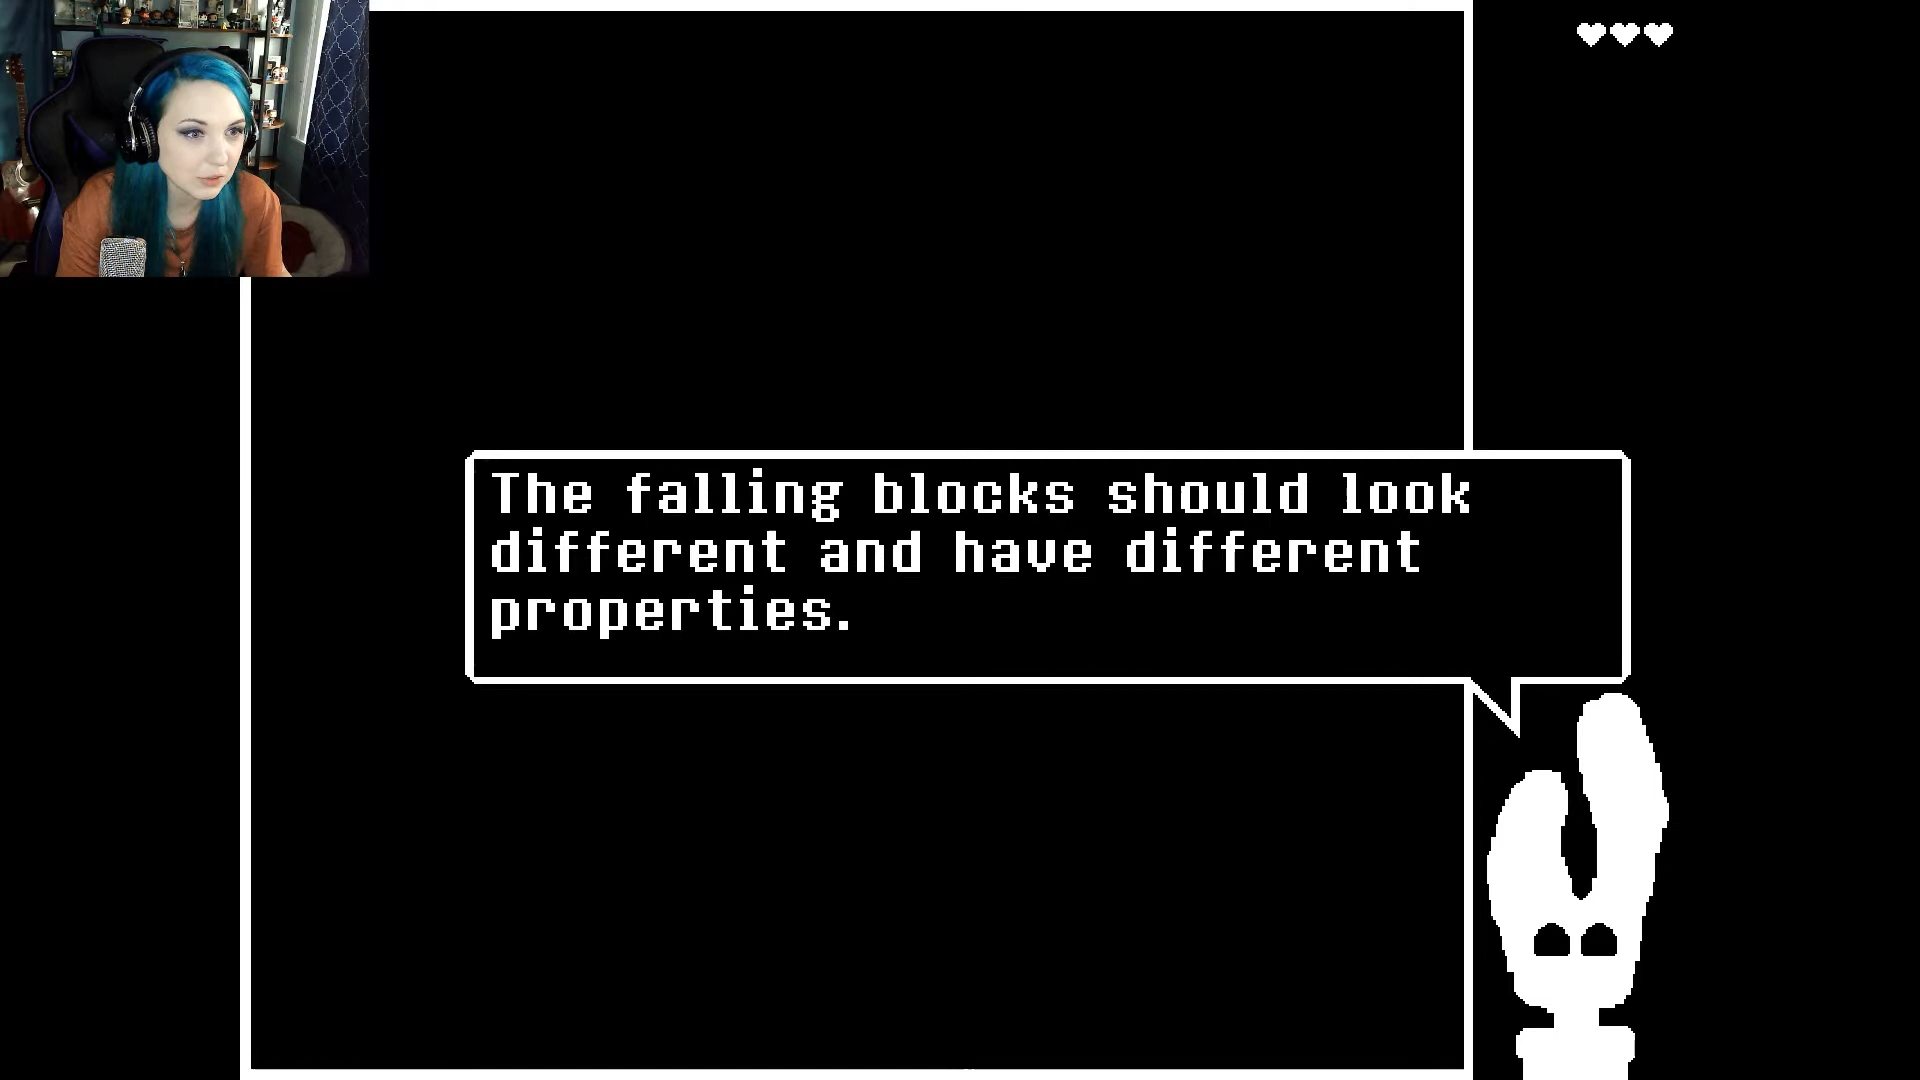 The falling blocks should look
different and have different
properties.